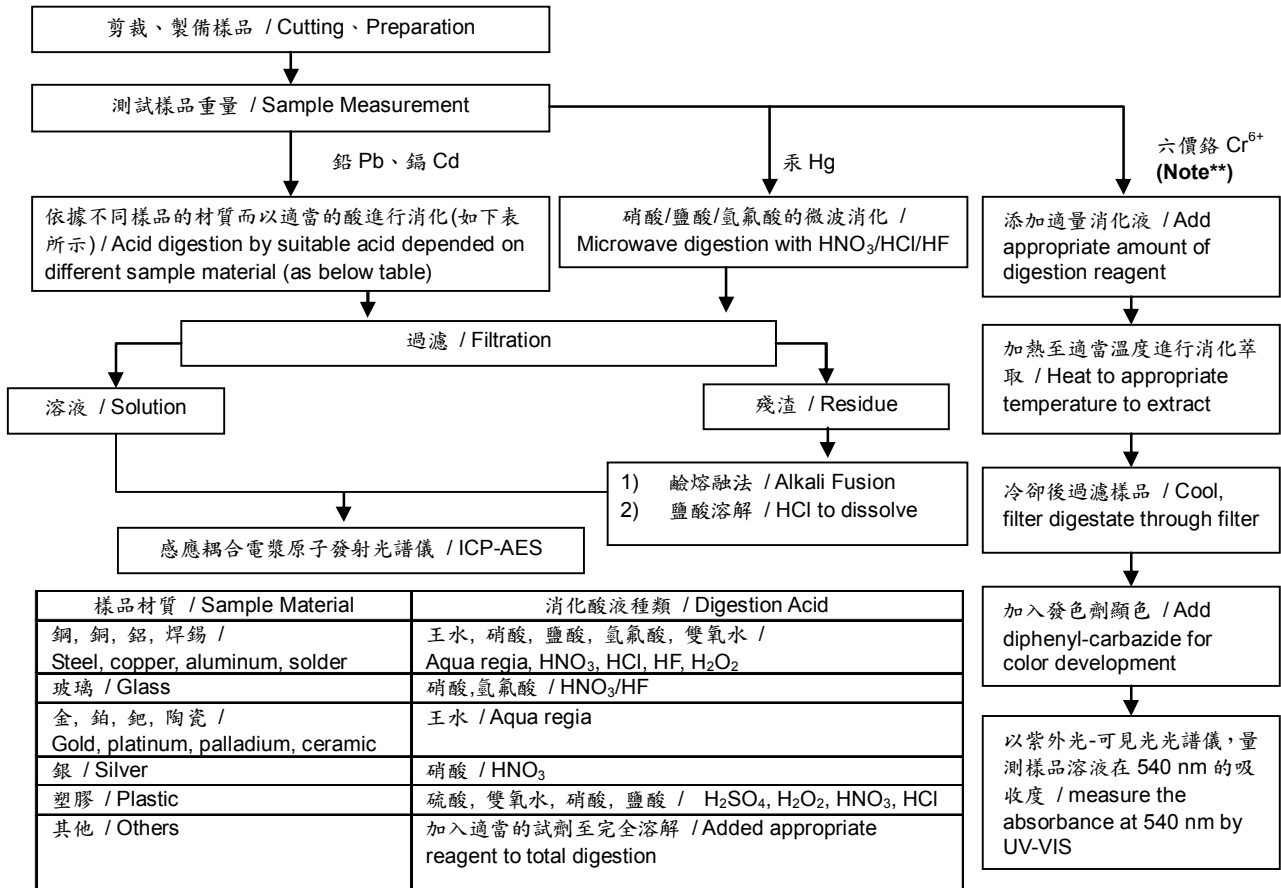 剪裁、製備樣品 / Cutting、Preparation
測試樣品重量 / Sample Measurement
鉛 Pb、鎘 Cd
汞 Hg
六價鉻 Cr6+
(Note**)
依據不同樣品的材質而以適當的酸進行消化(如下表
所示) / Acid digestion by suitable acid depended on
different sample material (as below table)
硝酸/鹽酸/氫氟酸的微波消化 /
Microwave digestion with HNO3/HCl/HF
添加適量消化液 / Add
appropriate amount of
digestion reagent
過濾 / Filtration
加熱至適當溫度進行消化萃
取 / Heat to appropriate
temperature to extract
溶液 / Solution
殘渣 / Residue
1) 鹼熔融法 / Alkali Fusion
2) 鹽酸溶解 / HCl to dissolve
冷卻後過濾樣品 / Cool,
filter digestate through filter
感應耦合電漿原子發射光譜儀 / ICP-AES
加入發色劑顯色 / Add
diphenyl-carbazide for
color development
以紫外光-可見光光譜儀，量
測樣品溶液在 540 nm 的吸
收度 / measure the
absorbance at 540 nm by
UV-VIS
樣品材質 / Sample Material 消化酸液種類 / Digestion Acid
鋼, 銅, 鋁, 焊錫 / 王水, 硝酸, 鹽酸, 氫氟酸, 雙氧水 /
Steel, copper, aluminum, solder Aqua regia, HNO3, HCl, HF, H2O2
玻璃 / Glass 硝酸,氫氟酸 / HNO3/HF
金, 鉑, 鈀, 陶瓷 / 王水 / Aqua regia
Gold, platinum, palladium, ceramic
銀 / Silver 硝酸 / HNO3
塑膠 / Plastic 硫酸, 雙氧水, 硝酸, 鹽酸 / H2SO4, H2O2, HNO3, HCl
其他 / Others 加入適當的試劑至完全溶解 / Added appropriate
reagent to total digestion